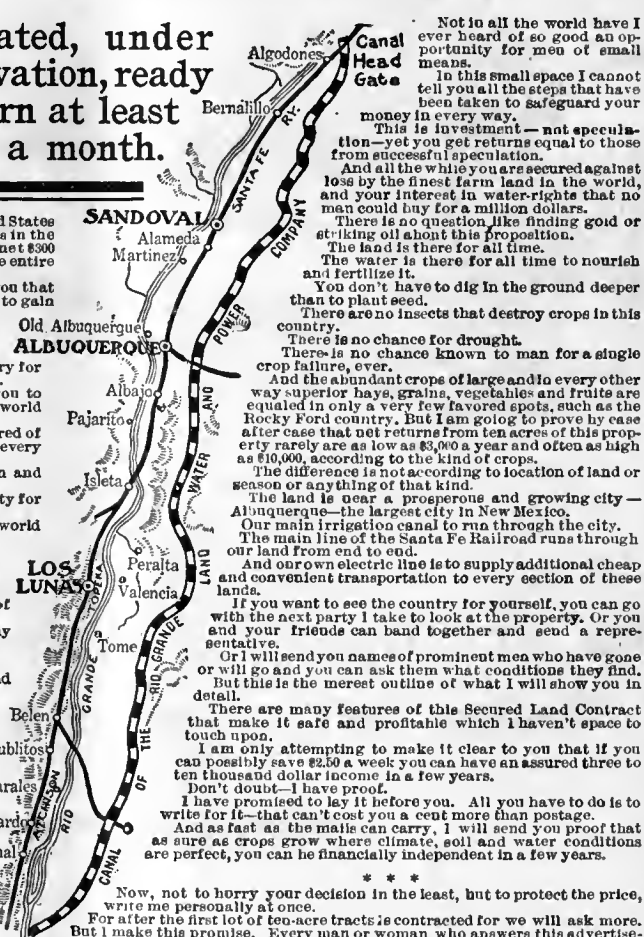 ated, under
vation, ready
rn at least
a month.
d States
s in the
net $300
e entire
ou that
to gain
ry for
ou to
world
red of
every
n and
ty for
world
of
y
nd
Algodones
Canal
Head
Gate
Bernalillo
SANTA FE RY.
SANDOVAL
Alameda
Martinez
Old Albuquerque
ALBUQUERQUE
Albajo
Pajarito
Isleta
Peralta
LOS
LUNAS
Valencia
Tome
Belen
ublitos
arales
ardo
nal
ATCHISON TOPEKA &
RIO GRANDE
CANAL OF THE RIO GRANDE LAND WATER AND POWER COMPANY
Not in all the world have I
ever heard of so good an op-
portunity for men of small
means.
In this small space I cannot
tell you all the steps that have
been taken to safeguard your
money in every way.
This is investment—not specula-
tion—yet you get returns equal to those
from successful speculation.
And all the while you are secured against
loss by the finest farm land in the world,
and your interest in water-rights that no
man could buy for a million dollars.
There is no question like finding gold or
striking oil about this proposition.
The land is there for all time.
The water is there for all time to nourish
and fertilize it.
You don't have to dig in the ground deeper
than to plant seed.
There are no insects that destroy crops in this
country.
There is no chance for drought.
There is no chance known to man for a single
crop failure, ever.
And the abundant crops of large and in every other
way superior hays, grains, vegetables and fruits are
equaled in only a very few favored spots, such as the
Rocky Ford country. But I am going to prove by case
after case that net returns from ten acres of this prop-
erty rarely are as low as $3,000 a year and often as high
as $10,000, according to the kind of crops.
The difference is not according to location of land or
season or anything of that kind.
The land is near a prosperous and growing city—
Albuquerque—the largest city in New Mexico.
Our main irrigation canal to run through the city.
The main line of the Santa Fe Railroad runs through
our land from end to end.
And our own electric line is to supply additional cheap
and convenient transportation to every section of these
lands.
If you want to see the country for yourself, you can go
with the next party I take to look at the property. Or you
and your friends can band together and send a repre-
sentative.
Or I will send you names of prominent men who have gone
or will go and you can ask them what conditions they find.
But this is the merest outline of what I will show you in
detail.
There are many features of this Secured Land Contract
that make it safe and profitable which I haven't space to
touch upon.
I am only attempting to make it clear to you that if you
can possibly save $2.50 a week you can have an assured three to
ten thousand dollar income in a few years.
Don't doubt—I have proof.
I have promised to lay it before you. All you have to do is to
write for it—that can't cost you a cent more than postage.
And as fast as the mails can carry, I will send you proof that
as sure as crops grow where climate, soil and water conditions
are perfect, you can be financially independent in a few years.
* * *
Now, not to hurry your decision in the least, but to protect the price,
write me personally at once.
For after the first lot of ten-acre tracts is contracted for we will ask more.
But I make this promise. Every man or woman who answers this advertise-